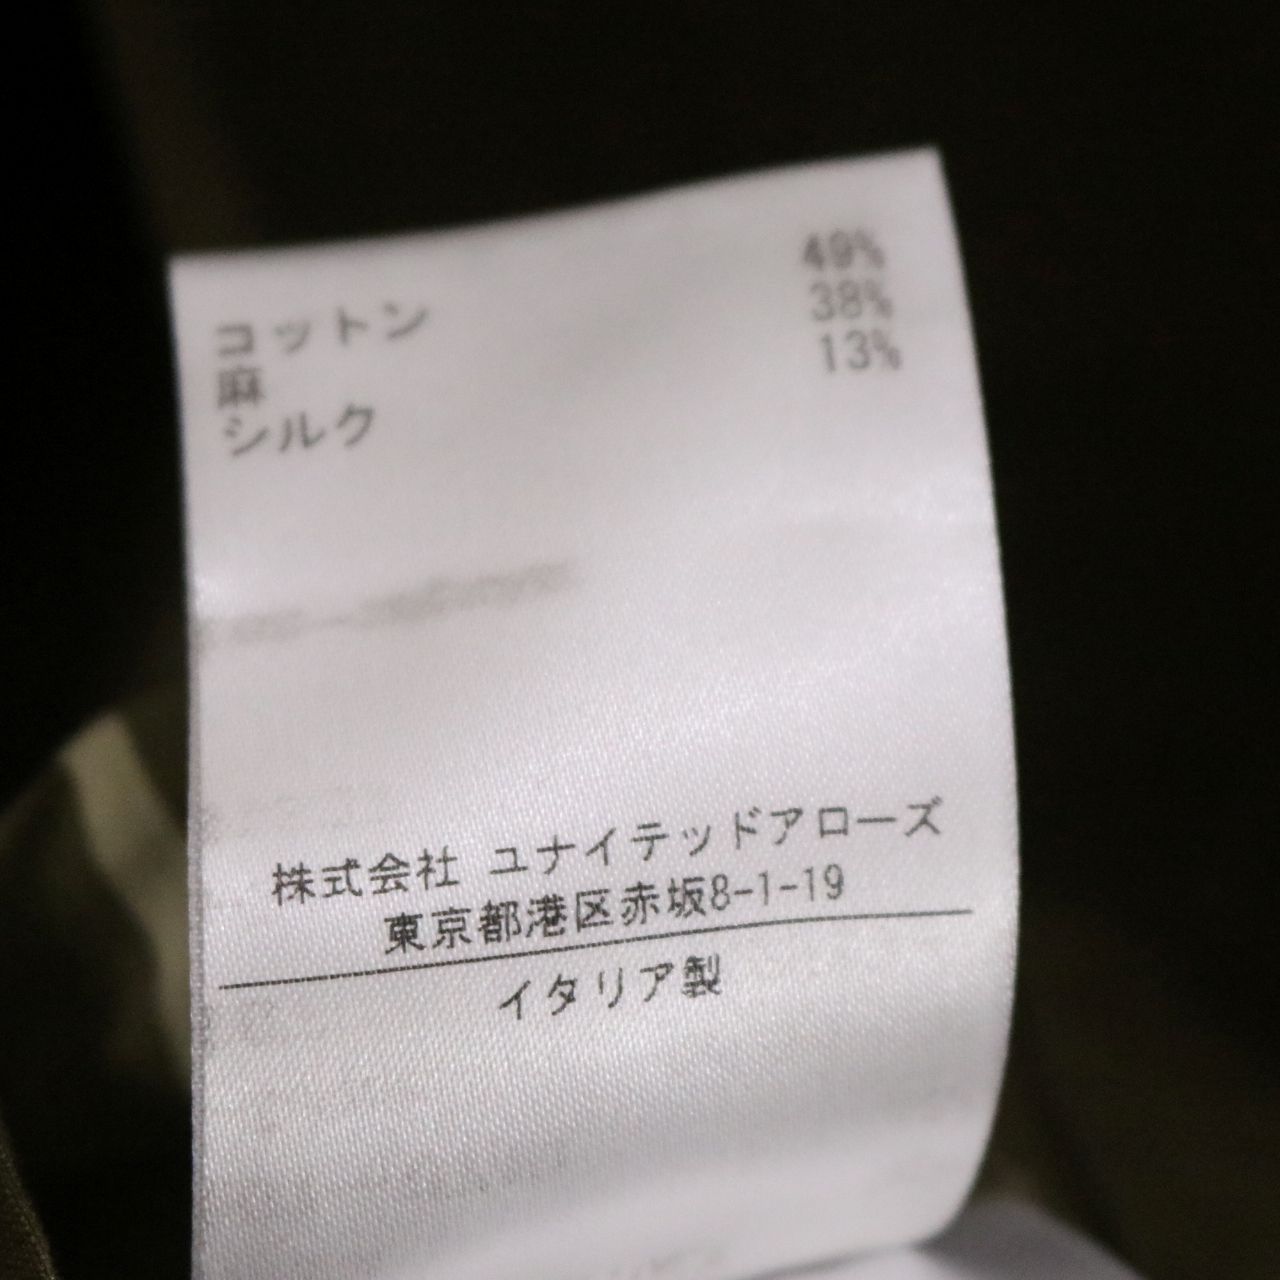 コットン 49%
麻 38%
シルク 13%
株式会社 ユナイテッドアローズ
東京都港区赤坂8-1-19
イタリア製